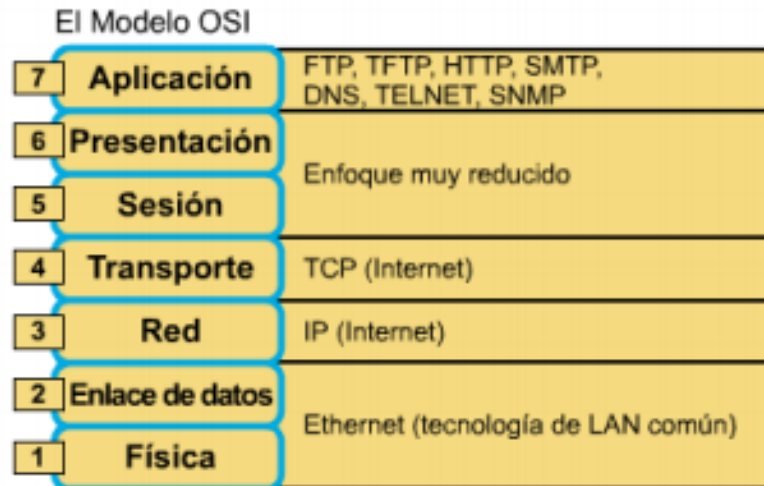 El Modelo OSI
7 Aplicación FTP, TFTP, HTTP, SMTP,
DNS, TELNET, SNMP
6 Presentación
Enfoque muy reducido
5 Sesión
4 Transporte TCP (Internet)
3 Red IP (Internet)
2 Enlace de datos
Ethernet (tecnología de LAN común)
1 Física